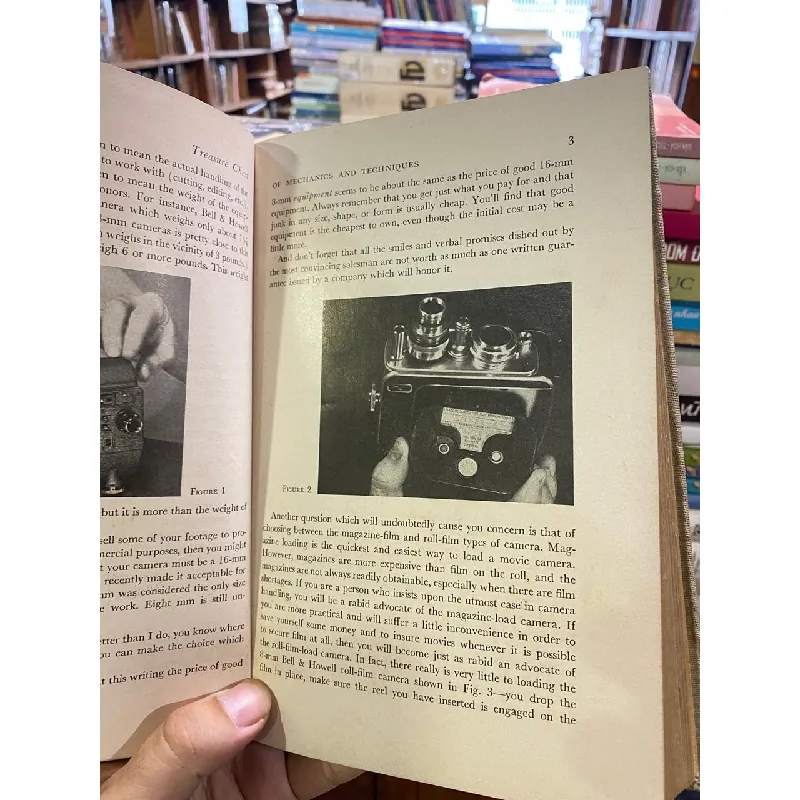 Treasure Chest
n to mean the actual handling of the
to work with (cutting, editing, etc.),
en to mean the weight of the equip-
onors. For instance, Bell & Howell
nera which weighs only about 1½
8-mm cameras is pretty close to this
n weighs in the vicinity of 3 pounds,
eigh 6 or more pounds. This weight
FIGURE 1
but it is more than the weight of
sell some of your footage to pro-
mercial purposes, then you might
t your camera must be a 16-mm
recently made it acceptable for
mm was considered the only size
e work. Eight mm is still un-
etter than I do, you know where
ou can make the choice which
t this writing the price of good
OF MECHANICS AND TECHNIQUES
3
8-mm equipment seems to be about the same as the price of good 16-mm
equipment. Always remember that you get just what you pay for and that
junk in any size, shape, or form is usually cheap. You'll find that good
equipment is the cheapest to own, even though the initial cost may be a
little more.
And don't forget that all the smiles and verbal promises dished out by
the most convincing salesman are not worth as much as one written guar-
antee issued by a company which will honor it.
FIGURE 2
Another question which will undoubtedly cause you concern is that of
choosing between the magazine-film and roll-film types of camera. Mag-
azine loading is the quickest and easiest way to load a movie camera.
However, magazines are more expensive than film on the roll, and the
magazines are not always readily obtainable, especially when there are film
shortages. If you are a person who insists upon the utmost ease in camera
handling, you will be a rabid advocate of the magazine-load camera. If
you are more practical and will suffer a little inconvenience in order to
save yourself some money and to insure movies whenever it is possible
to secure film at all, then you will become just as rabid an advocate of
the roll-film-load camera. In fact, there really is very little to loading the
8-mm Bell & Howell roll-film camera shown in Fig. 3—you drop the
film in place, make sure the reel you have inserted is engaged on the